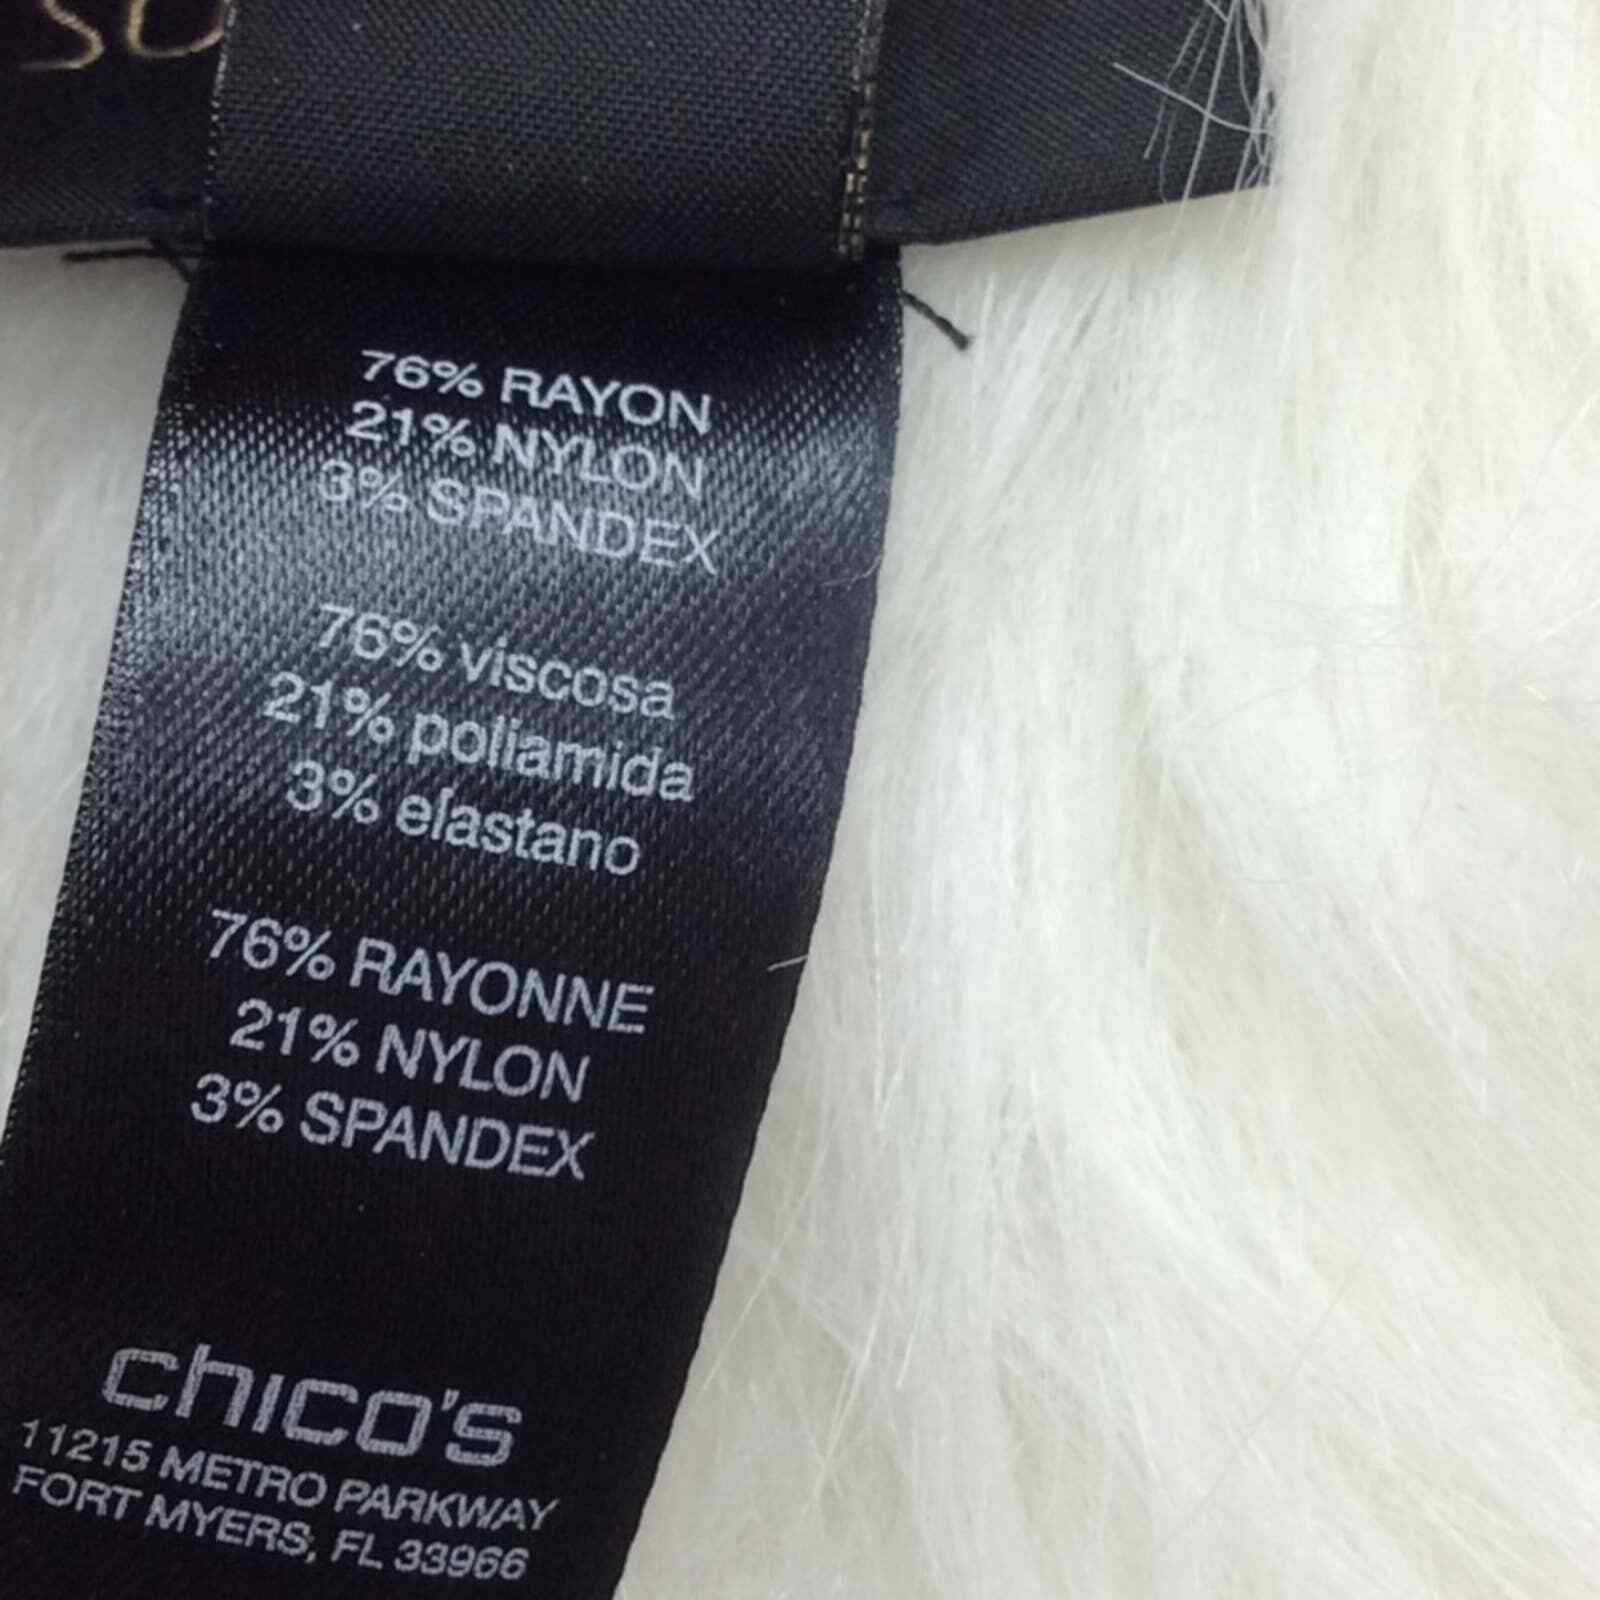 76% RAYON
21% NYLON
3% SPANDEX
76% viscosa
21% poliamida
3% elastano
76% RAYONNE
21% NYLON
3% SPANDEX
chico's
11215 METRO PARKWAY
FORT MYERS, FL 33966